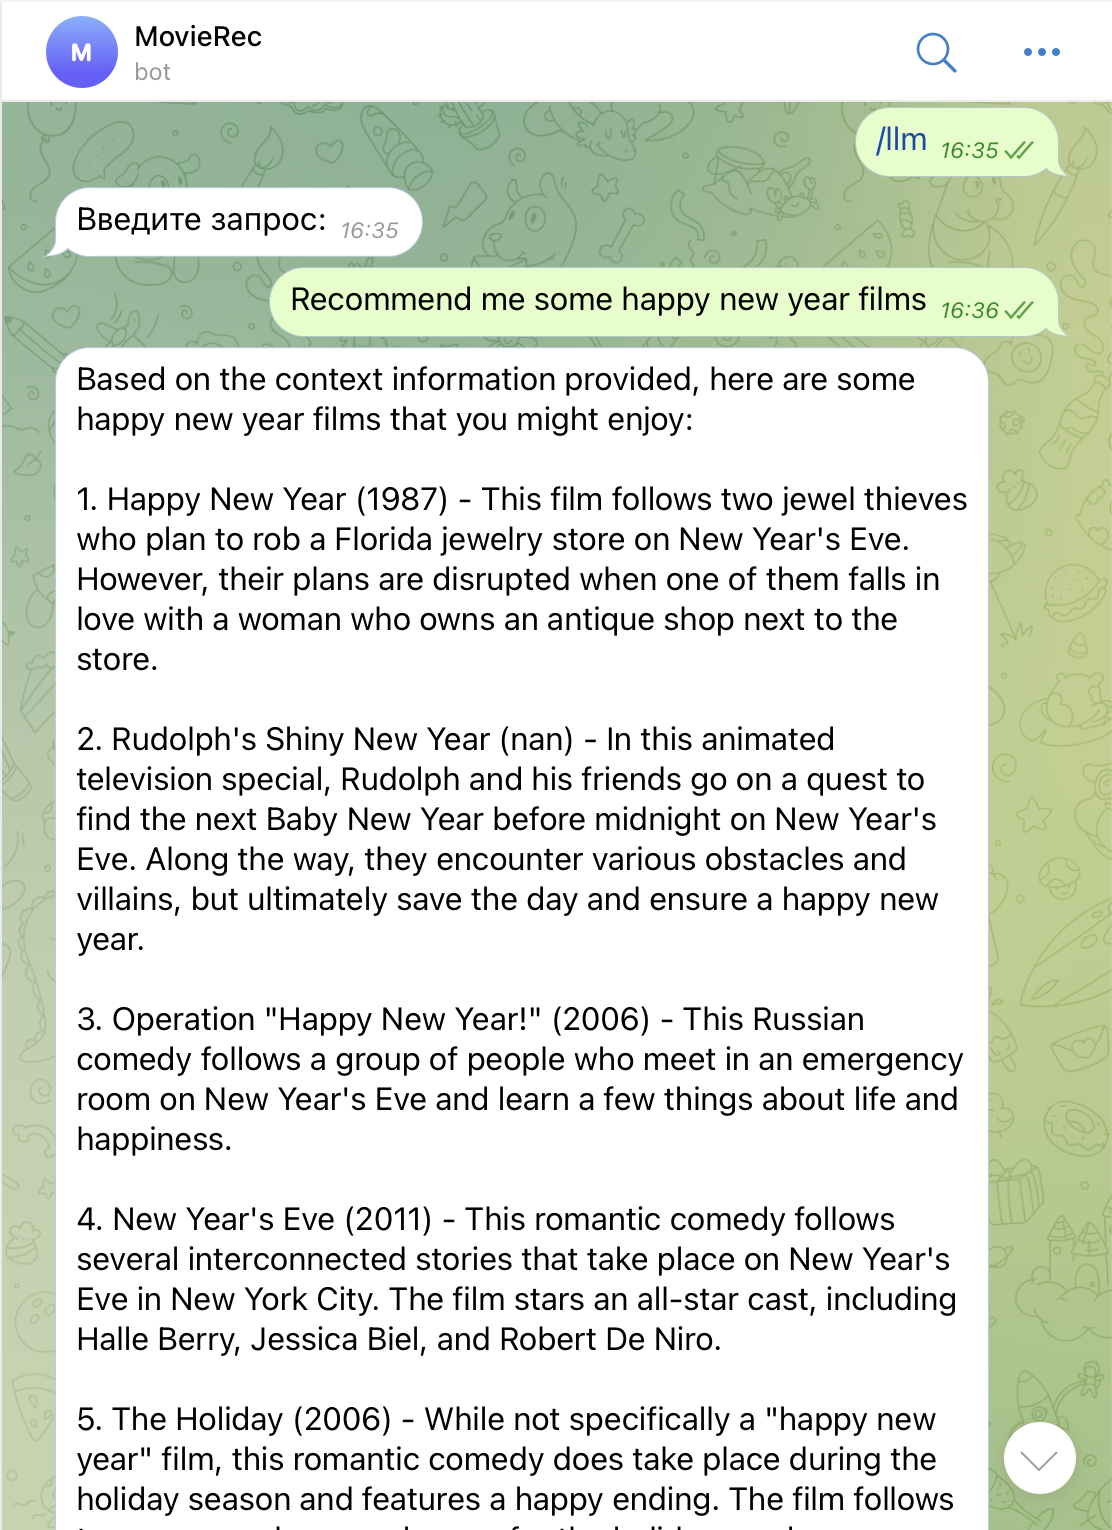 M
MovieRec
bot
/llm 16:35
Введите запрос: 16:35
Recommend me some happy new year films 16:36
Based on the context information provided, here are some
happy new year films that you might enjoy:
1. Happy New Year (1987) - This film follows two jewel thieves
who plan to rob a Florida jewelry store on New Year's Eve.
However, their plans are disrupted when one of them falls in
love with a woman who owns an antique shop next to the
store.
2. Rudolph's Shiny New Year (nan) - In this animated
television special, Rudolph and his friends go on a quest to
find the next Baby New Year before midnight on New Year's
Eve. Along the way, they encounter various obstacles and
villains, but ultimately save the day and ensure a happy new
year.
3. Operation "Happy New Year!" (2006) - This Russian
comedy follows a group of people who meet in an emergency
room on New Year's Eve and learn a few things about life and
happiness.
4. New Year's Eve (2011) - This romantic comedy follows
several interconnected stories that take place on New Year's
Eve in New York City. The film stars an all-star cast, including
Halle Berry, Jessica Biel, and Robert De Niro.
5. The Holiday (2006) - While not specifically a "happy new
year" film, this romantic comedy does take place during the
holiday season and features a happy ending. The film follows